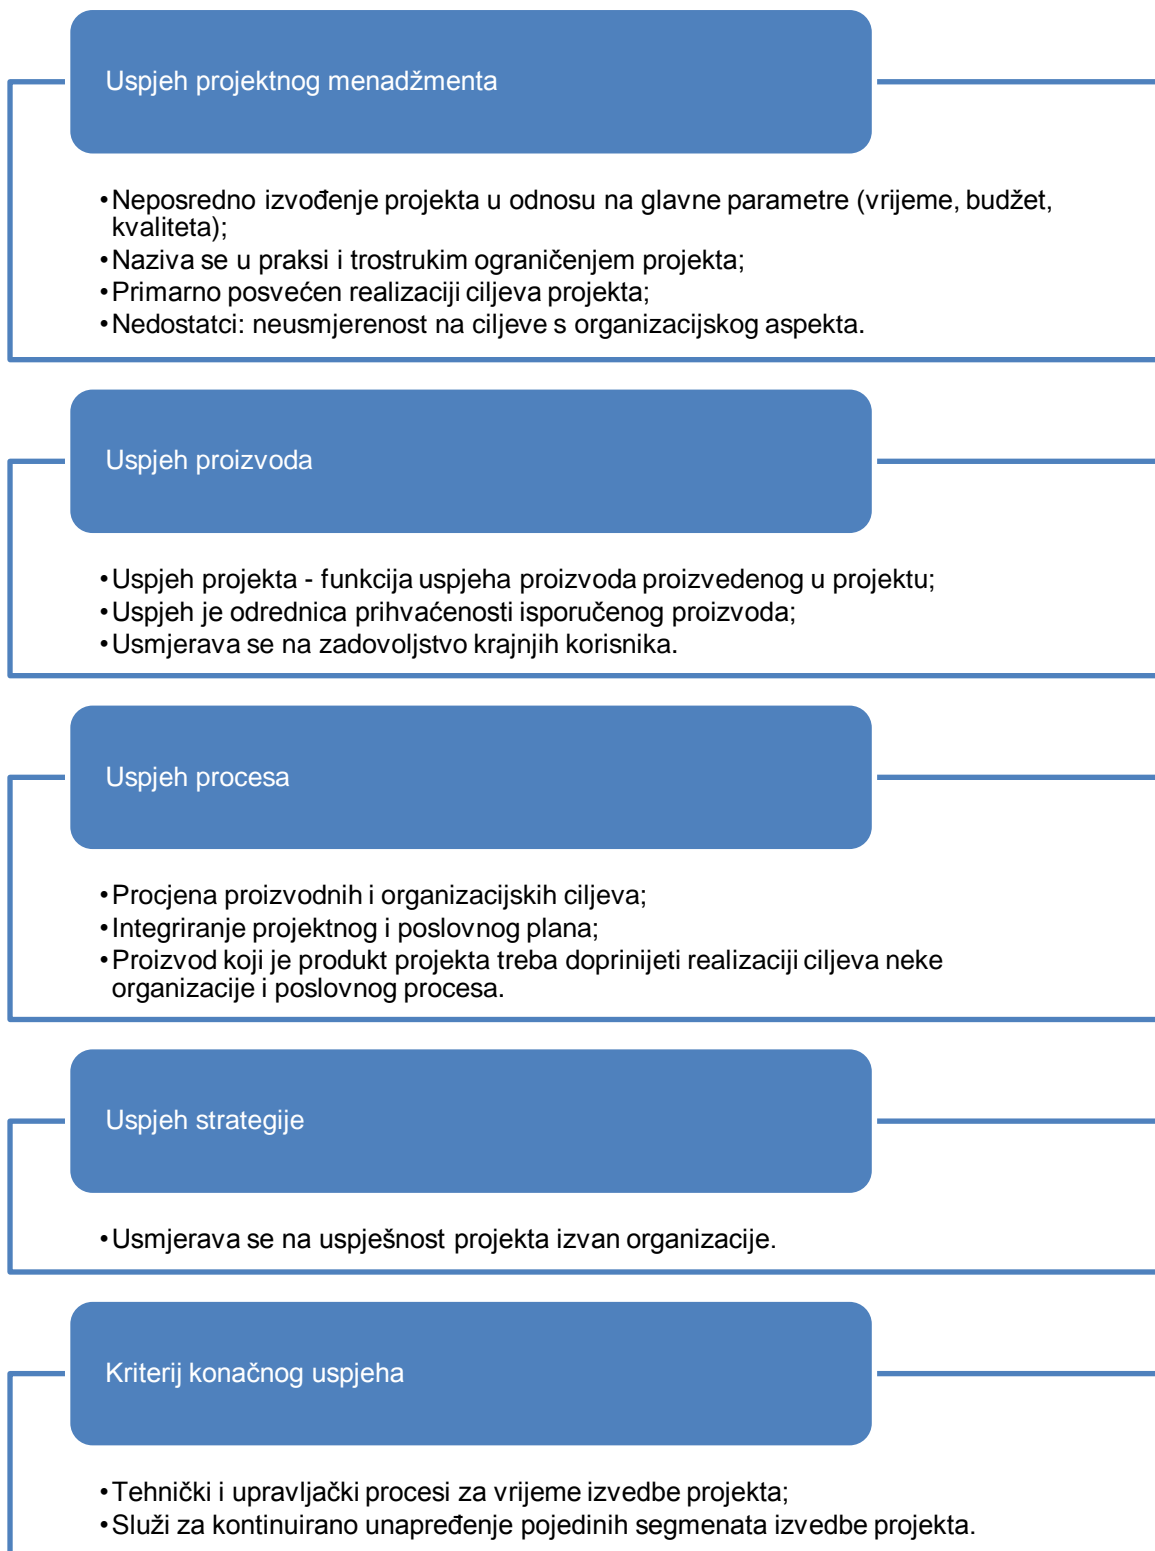 Uspjeh projektnog menadžmenta
•Neposredno izvođenje projekta u odnosu na glavne parametre (vrijeme, budžet,
kvaliteta);
•Naziva se u praksi i trostrukim ograničenjem projekta;
•Primarno posvećen realizaciji ciljeva projekta;
•Nedostatci: neusmjerenost na ciljeve s organizacijskog aspekta.
Uspjeh proizvoda
•Uspjeh projekta - funkcija uspjeha proizvoda proizvedenog u projektu;
•Uspjeh je odrednica prihvaćenosti isporučenog proizvoda;
•Usmjerava se na zadovoljstvo krajnjih korisnika.
Uspjeh procesa
•Procjena proizvodnih i organizacijskih ciljeva;
•Integriranje projektnog i poslovnog plana;
•Proizvod koji je produkt projekta treba doprinijeti realizaciji ciljeva neke
organizacije i poslovnog procesa.
Uspjeh strategije
•Usmjerava se na uspješnost projekta izvan organizacije.
Kriterij konačnog uspjeha
•Tehnički i upravljački procesi za vrijeme izvedbe projekta;
•Služi za kontinuirano unapređenje pojedinih segmenata izvedbe projekta.